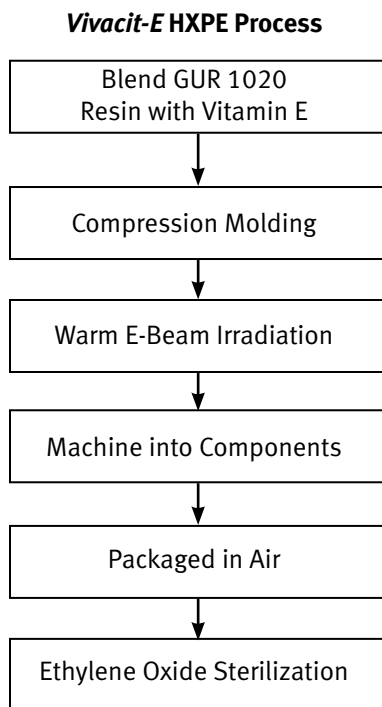 Vivacit-E HXPE Process
Blend GUR 1020
Resin with Vitamin E
Compression Molding
Warm E-Beam Irradiation
Machine into Components
Packaged in Air
Ethylene Oxide Sterilization